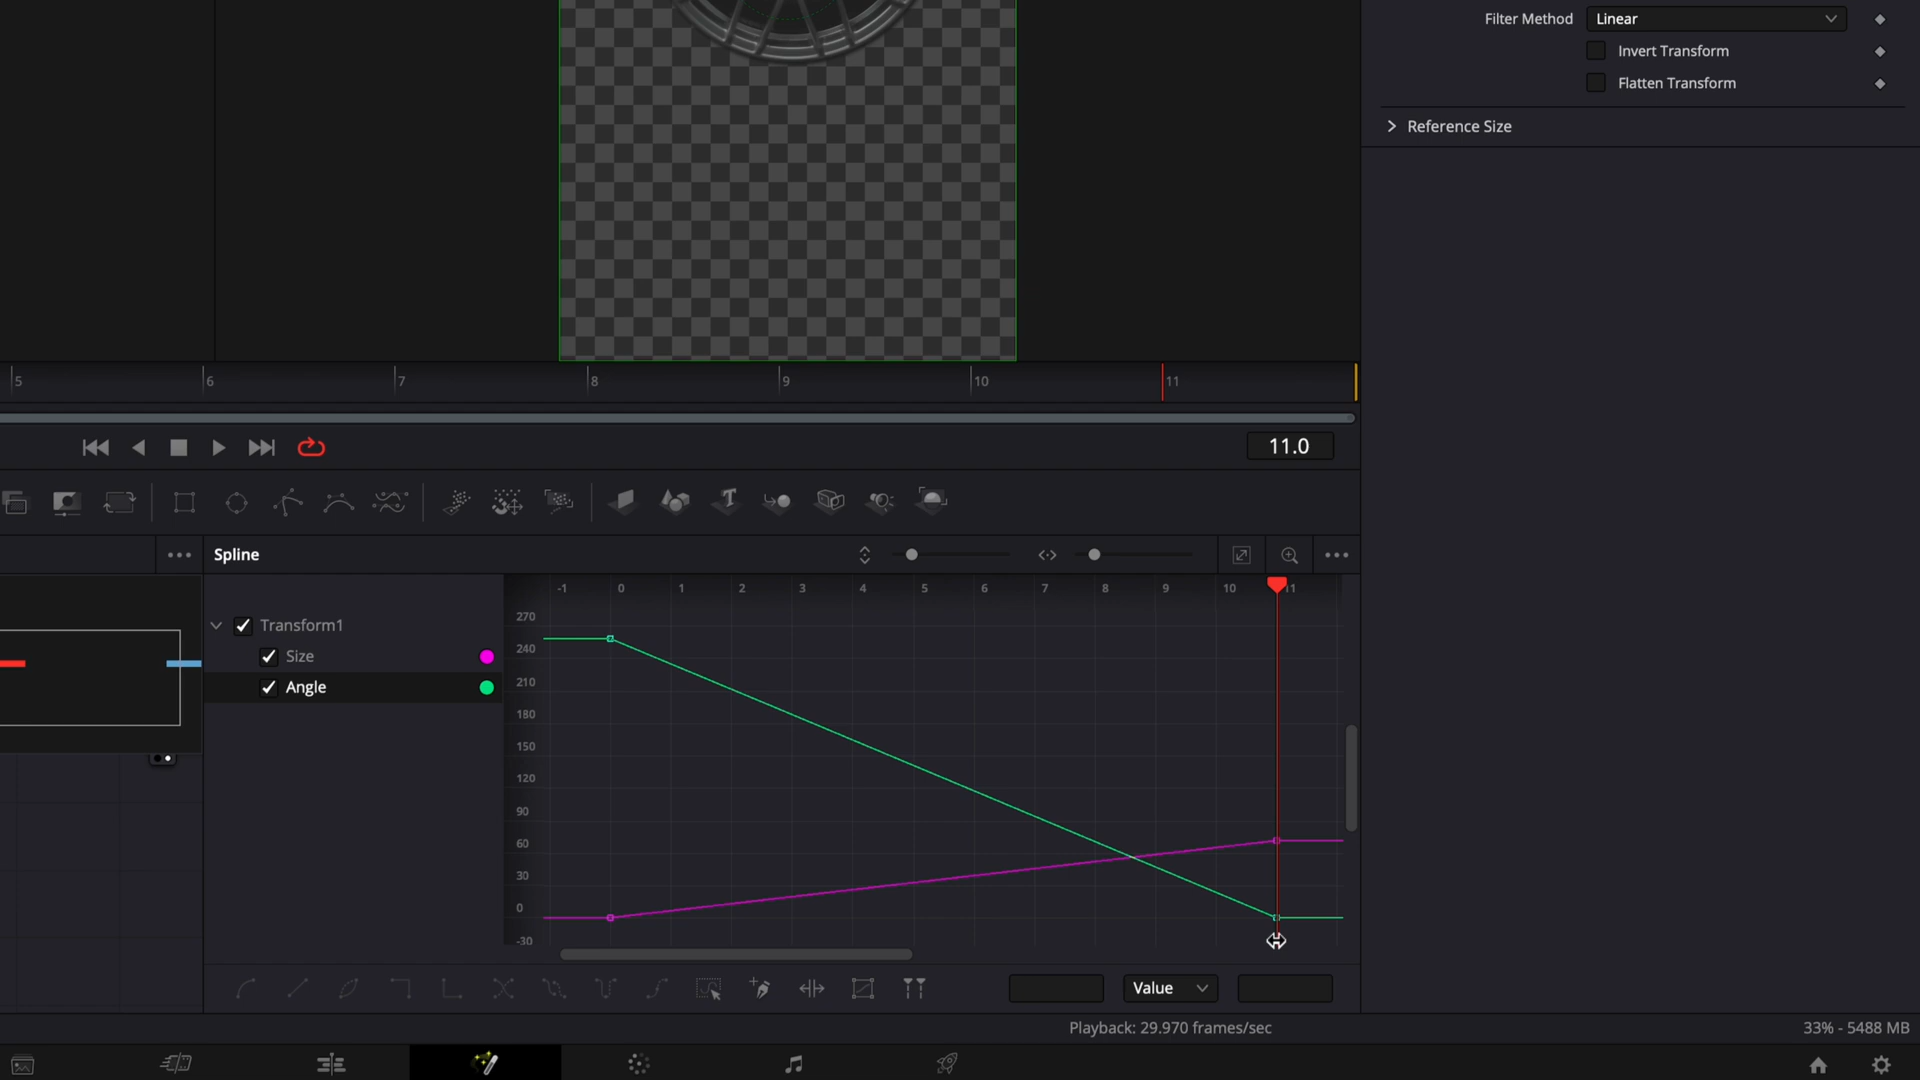 Filter Method Linear
Invert Transform
Flatten Transform
Reference Size
5 6 7 8 9 10 11
11.0
T
Spline
-1 0 1 2 3 4 5 6 7 8 9 10 11
Transform1
Size
Angle
270
240
210
180
150
120
90
60
30
0
-30
Value
Playback: 29.970 frames/sec
33% - 5488 MB